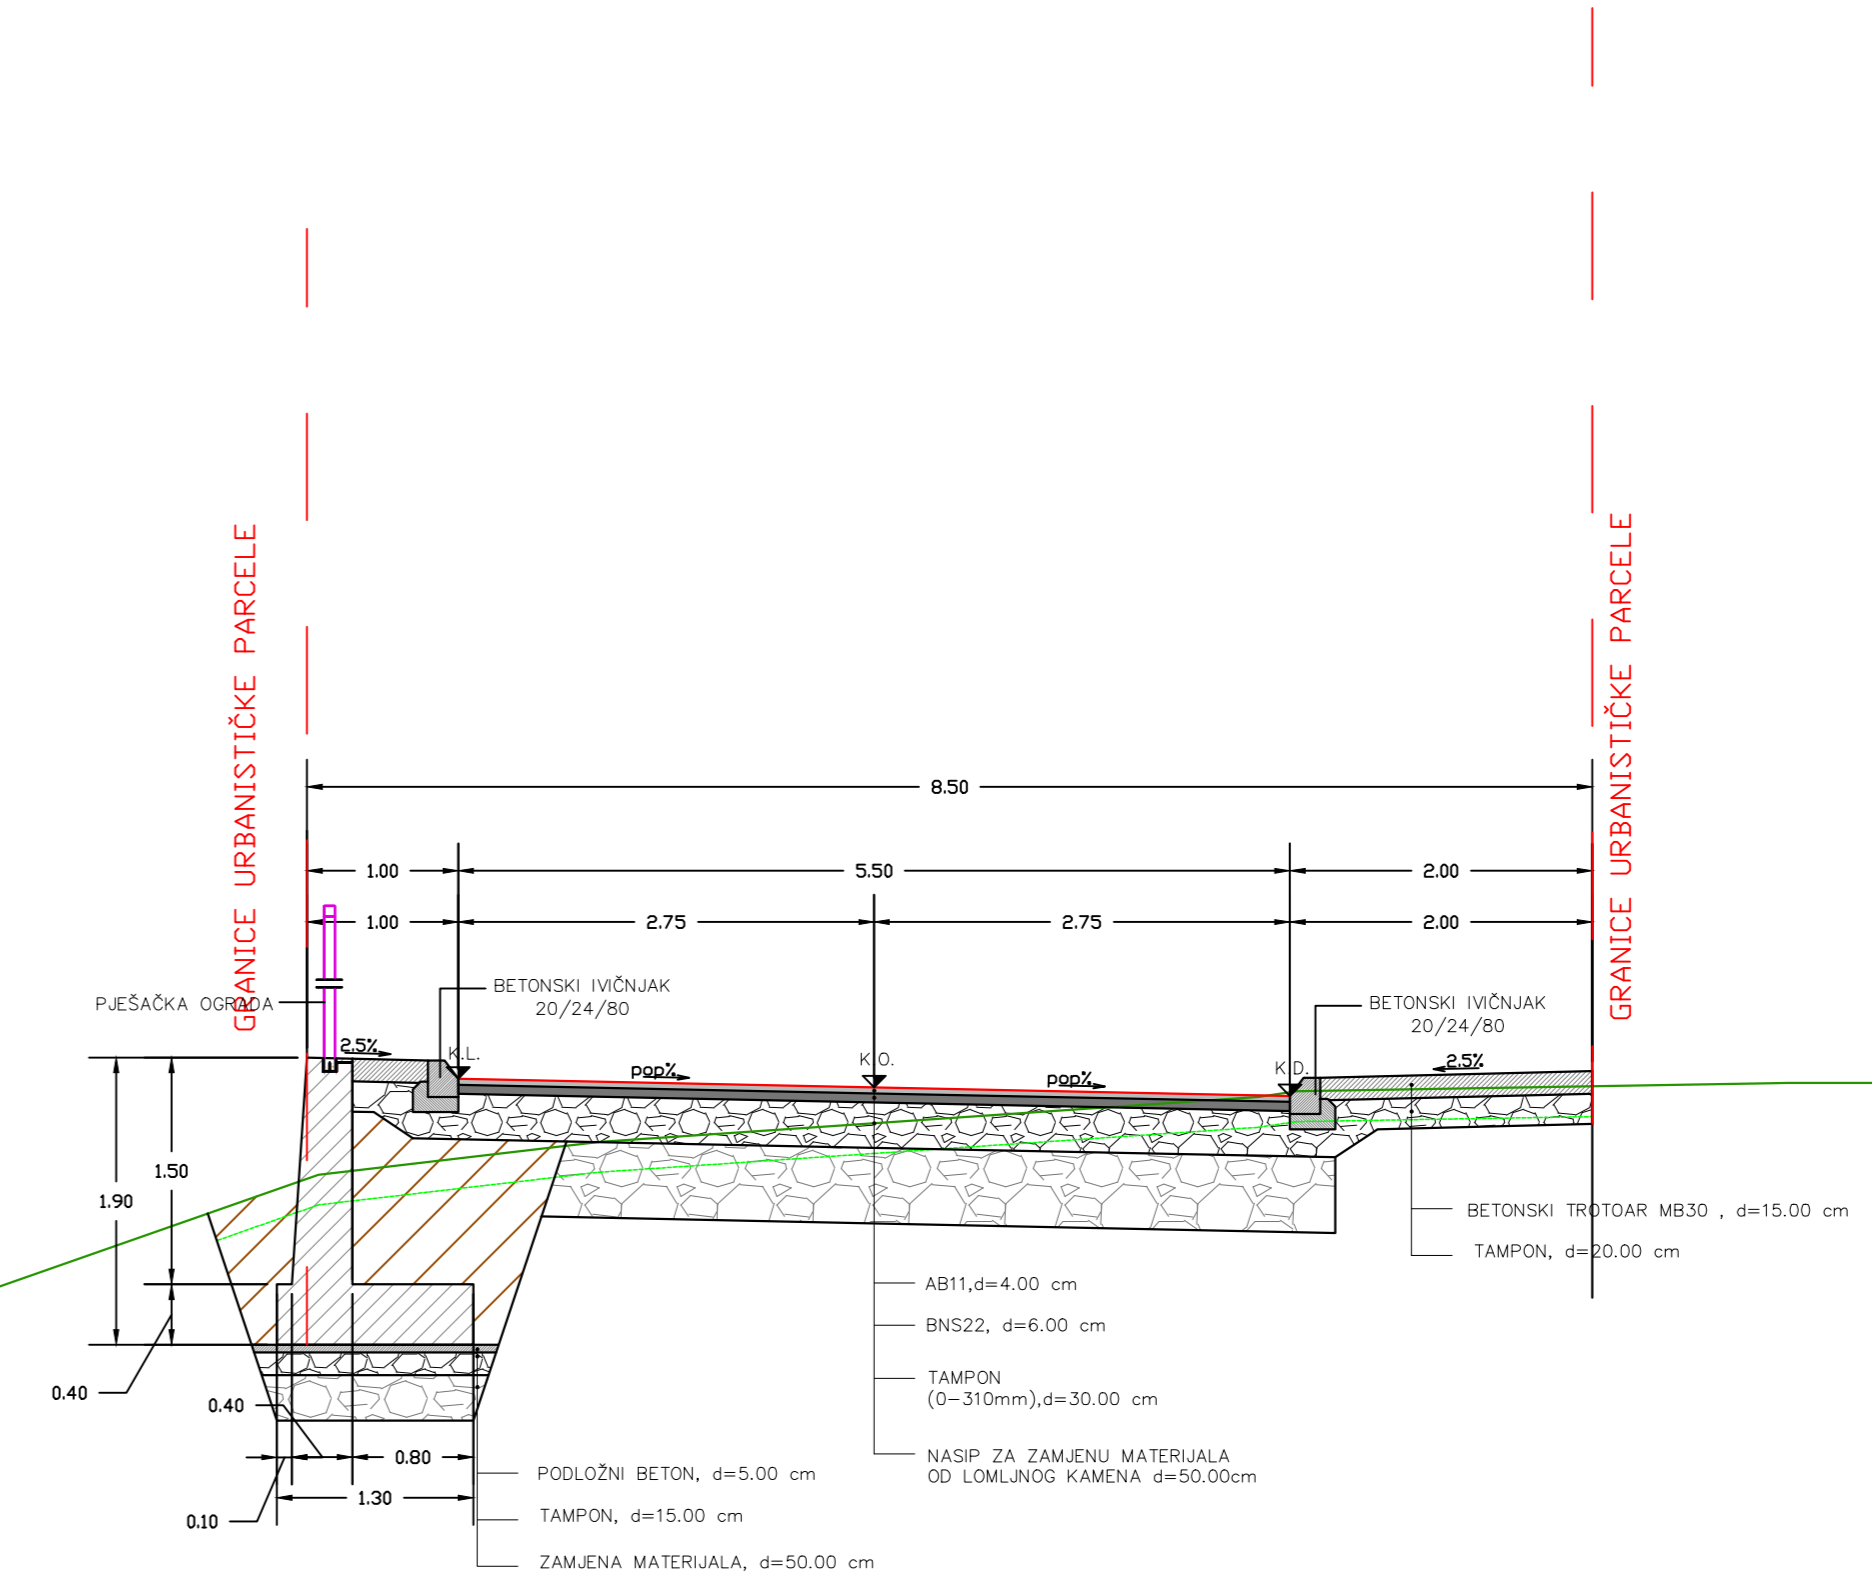 GRANICE URBANISTIČKE PARCELE
GRANICE URBANISTIČKE PARCELE
8.50
1.00
5.50
2.00
1.00
2.75
2.75
2.00
PJEŠAČKA OGRADA
BETONSKI IVIČNJAK
20/24/80
BETONSKI IVIČNJAK
20/24/80
2.5%
K.L.
pop%
K.O.
pop%
K.D.
2.5%
1.90
1.50
0.40
0.40
0.80
1.30
0.10
BETONSKI TROTOAR MB30 , d=15.00 cm
TAMPON, d=20.00 cm
AB11,d=4.00 cm
BNS22, d=6.00 cm
TAMPON
(0-310mm),d=30.00 cm
NASIP ZA ZAMJENU MATERIJALA
OD LOMLJNOG KAMENA d=50.00cm
PODLOŽNI BETON, d=5.00 cm
TAMPON, d=15.00 cm
ZAMJENA MATERIJALA, d=50.00 cm